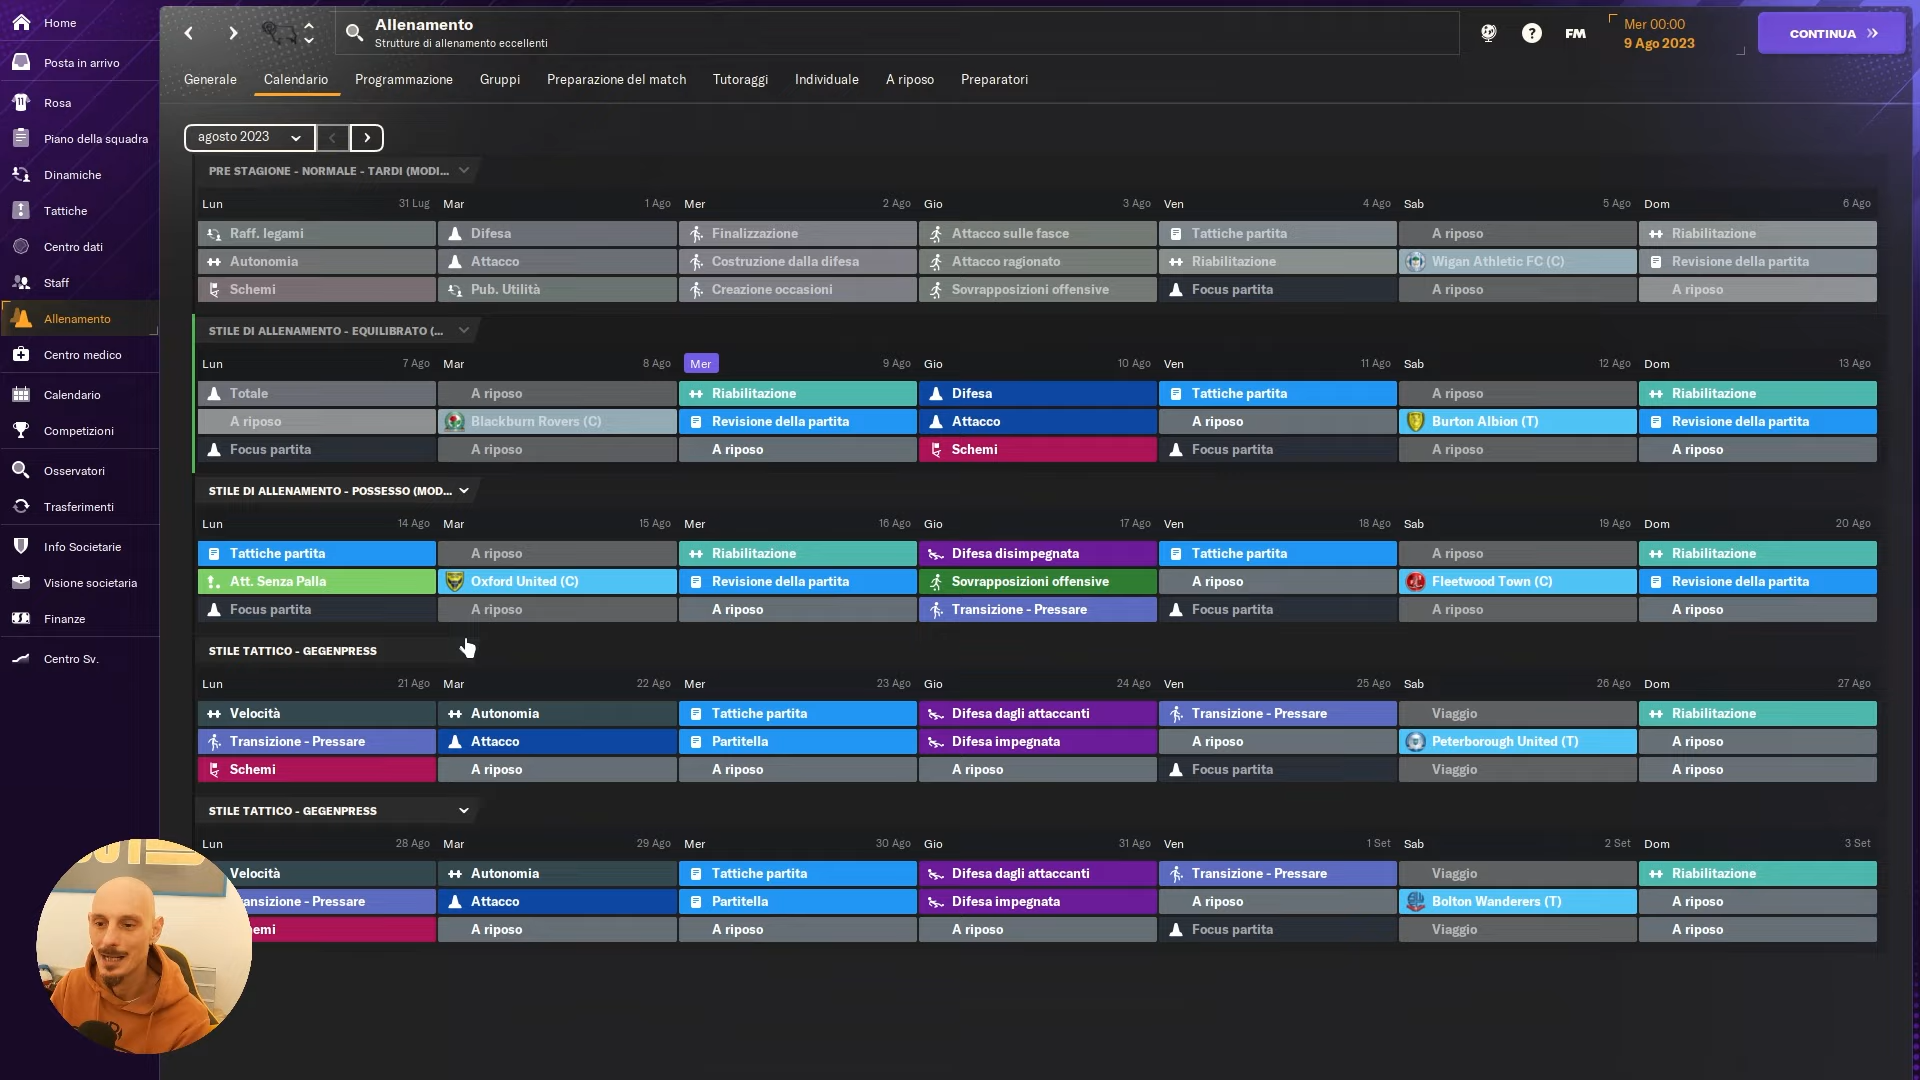 Home
Posta in arrivo
Rosa
Piano della squadra
Dinamiche
Tattiche
Centro dati
Staff
Allenamento
Centro medico
Calendario
Competizioni
Osservatori
Trasferimenti
Info Societarie
Visione societaria
Finanze
Centro Sv.
Allenamento
Strutture di allenamento eccellenti
FM
Mer 00:00
9 Ago 2023
CONTINUA
Generale Calendario Programmazione Gruppi Preparazione del match Tutoraggi Individuale A riposo Preparatori
agosto 2023
PRE STAGIONE - NORMALE - TARDI (MODI...
Lun 31 Lug Mar 1 Ago Mer 2 Ago Gio 3 Ago Ven 4 Ago Sab 5 Ago Dom 6 Ago
Raff. legami Difesa Finalizzazione Attacco sulle fasce Tattiche partita A riposo Riabilitazione
Autonomia Attacco Costruzione dalla difesa Attacco ragionato Riabilitazione Wigan Athletic FC (C) Revisione della partita
Schemi Pub. Utilità Creazione occasioni Sovrapposizioni offensive Focus partita A riposo A riposo
STILE DI ALLENAMENTO - EQUILIBRATO (...
Lun 7 Ago Mar 8 Ago Mer 9 Ago Gio 10 Ago Ven 11 Ago Sab 12 Ago Dom 13 Ago
Totale A riposo Riabilitazione Difesa Tattiche partita A riposo Riabilitazione
A riposo Blackburn Rovers (C) Revisione della partita Attacco A riposo Burton Albion (T) Revisione della partita
Focus partita A riposo A riposo Schemi Focus partita A riposo A riposo
STILE DI ALLENAMENTO - POSSESSO (MOD...
Lun 14 Ago Mar 15 Ago Mer 16 Ago Gio 17 Ago Ven 18 Ago Sab 19 Ago Dom 20 Ago
Tattiche partita A riposo Riabilitazione Difesa disimpegnata Tattiche partita A riposo Riabilitazione
Att. Senza Palla Oxford United (C) Revisione della partita Sovrapposizioni offensive A riposo Fleetwood Town (C) Revisione della partita
Focus partita A riposo A riposo Transizione - Pressare Focus partita A riposo A riposo
STILE TATTICO - GEGENPRESS
Lun 21 Ago Mar 22 Ago Mer 23 Ago Gio 24 Ago Ven 25 Ago Sab 26 Ago Dom 27 Ago
Velocità Autonomia Tattiche partita Difesa dagli attaccanti Transizione - Pressare Viaggio Riabilitazione
Transizione - Pressare Attacco Partitella Difesa impegnata A riposo Peterborough United (T) A riposo
Schemi A riposo A riposo A riposo Focus partita Viaggio A riposo
STILE TATTICO - GEGENPRESS
Lun 28 Ago Mar 29 Ago Mer 30 Ago Gio 31 Ago Ven 1 Set Sab 2 Set Dom 3 Set
Velocità Autonomia Tattiche partita Difesa dagli attaccanti Transizione - Pressare Viaggio Riabilitazione
ansizione - Pressare Attacco Partitella Difesa impegnata A riposo Bolton Wanderers (T) A riposo
emi A riposo A riposo A riposo Focus partita Viaggio A riposo